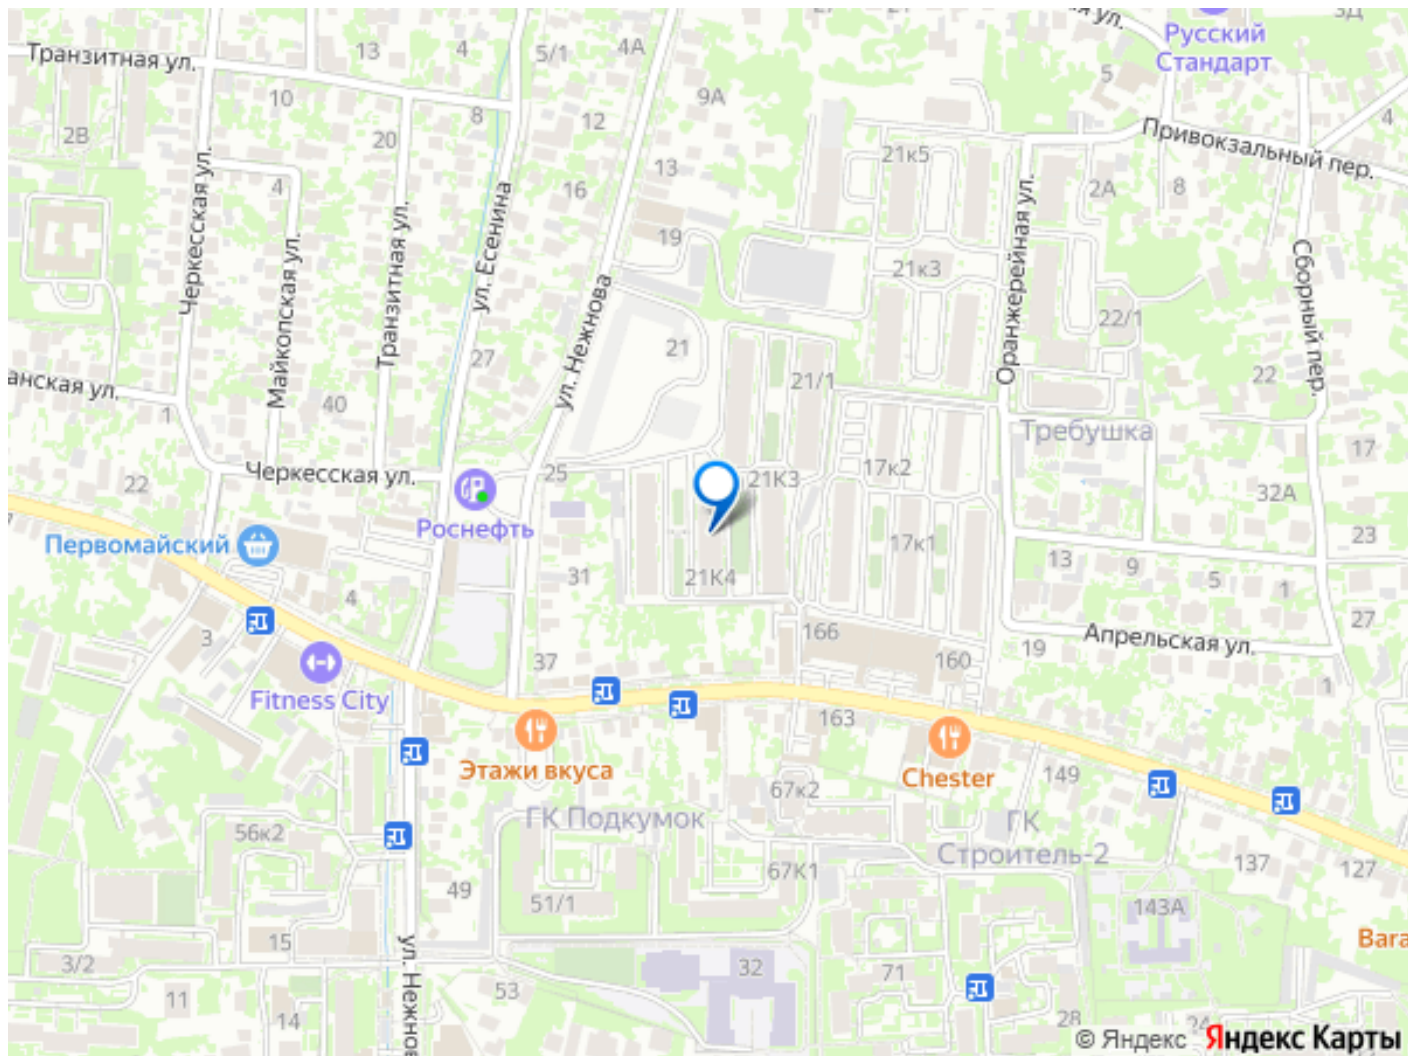 ул.
3Д
Русский
Стандарт
Транзитная ул.
13
4
5/1
4А
9А
5
10
8
12
4
2В
20
21к5
Привокзальный пер.
13
2А
8
Черкесская ул.
4
16
ул. Есенина
Транзитная ул.
Майкопская ул.
19
21к3
Оранжерейная ул.
Сборный пер.
ул. Нежнова
22/1
27
21
21/1
22
анская ул.
1
40
Требушка
17
Черкесская ул.
25
21К3
17к2
22
32А
Роснефть
23
Первомайский
17к1
13
9
5
1
31
21К4
4
27
3
166
Апрельская ул.
19
37
160
1
Fitness City
163
Этажи вкуса
Chester
149
67к2
ГК Подкумок
ГК
Строитель-2
56к2
137
127
67К1
49
51/1
143А
15
Bara
3/2
32
71
ул. Нежнов
11
53
14
28
24
© Яндекс Яндекс Карты